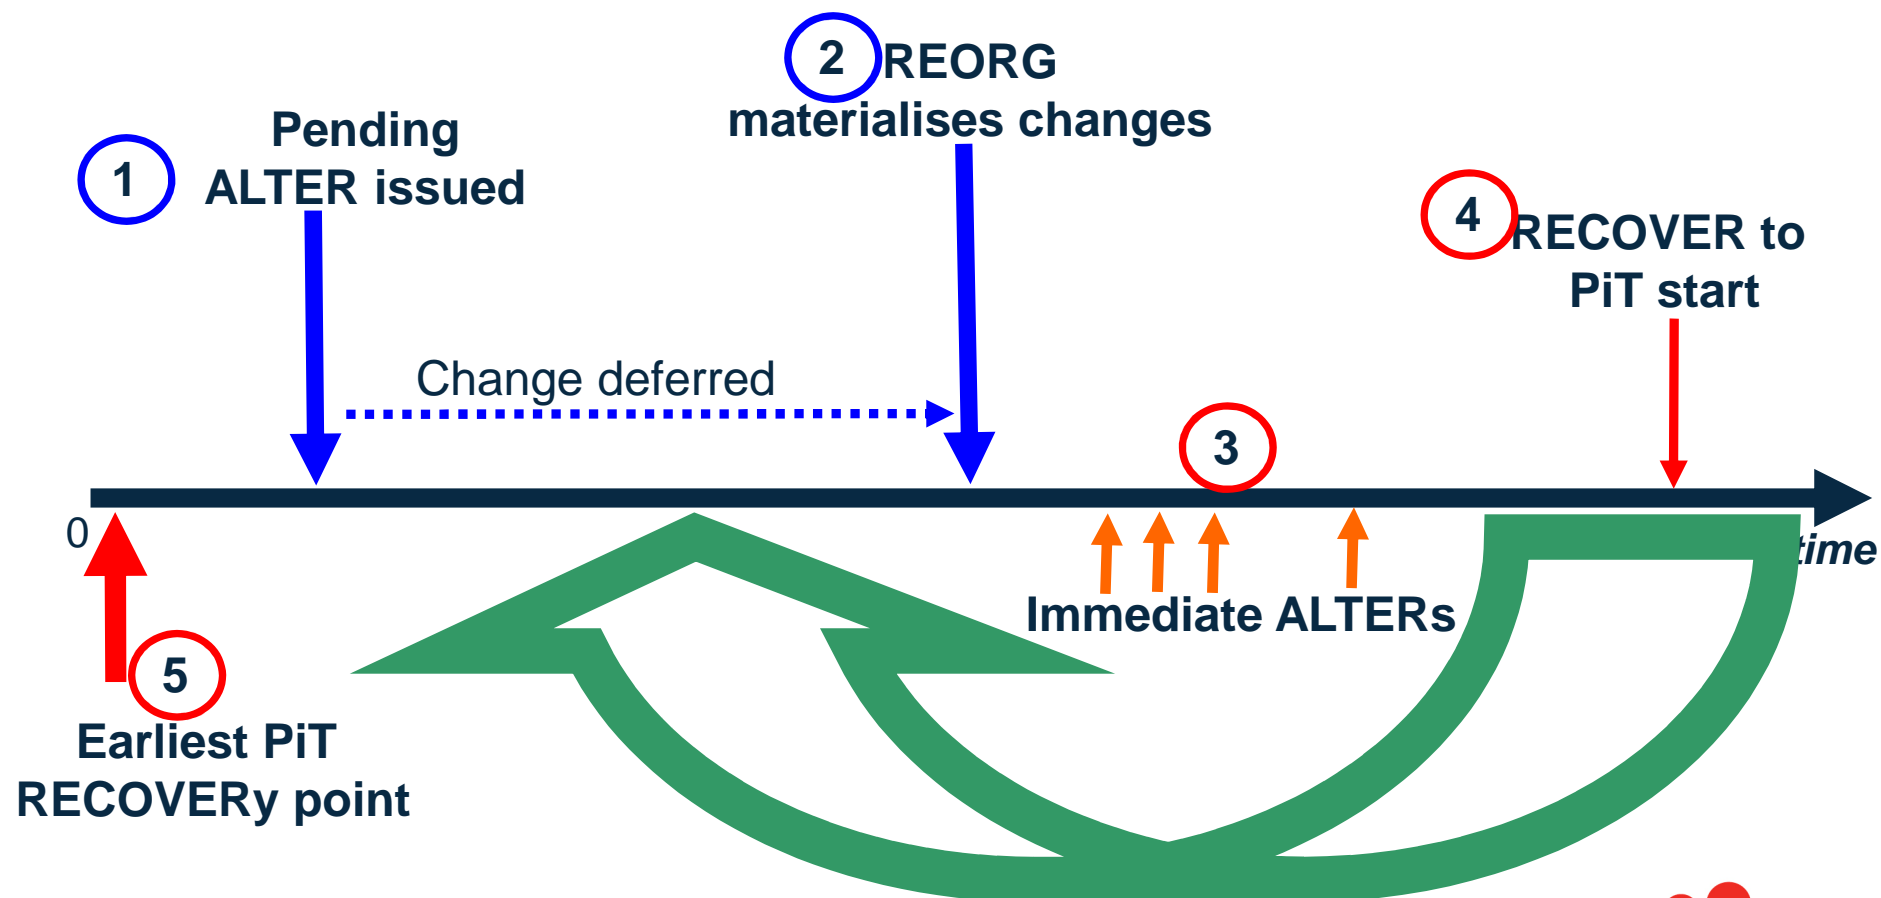 1
Pending
ALTER issued
2
REORG
materialises changes
4
RECOVER to
PiT start
Change deferred
3
0
time
Immediate ALTERs
5
Earliest PiT
RECOVERy point